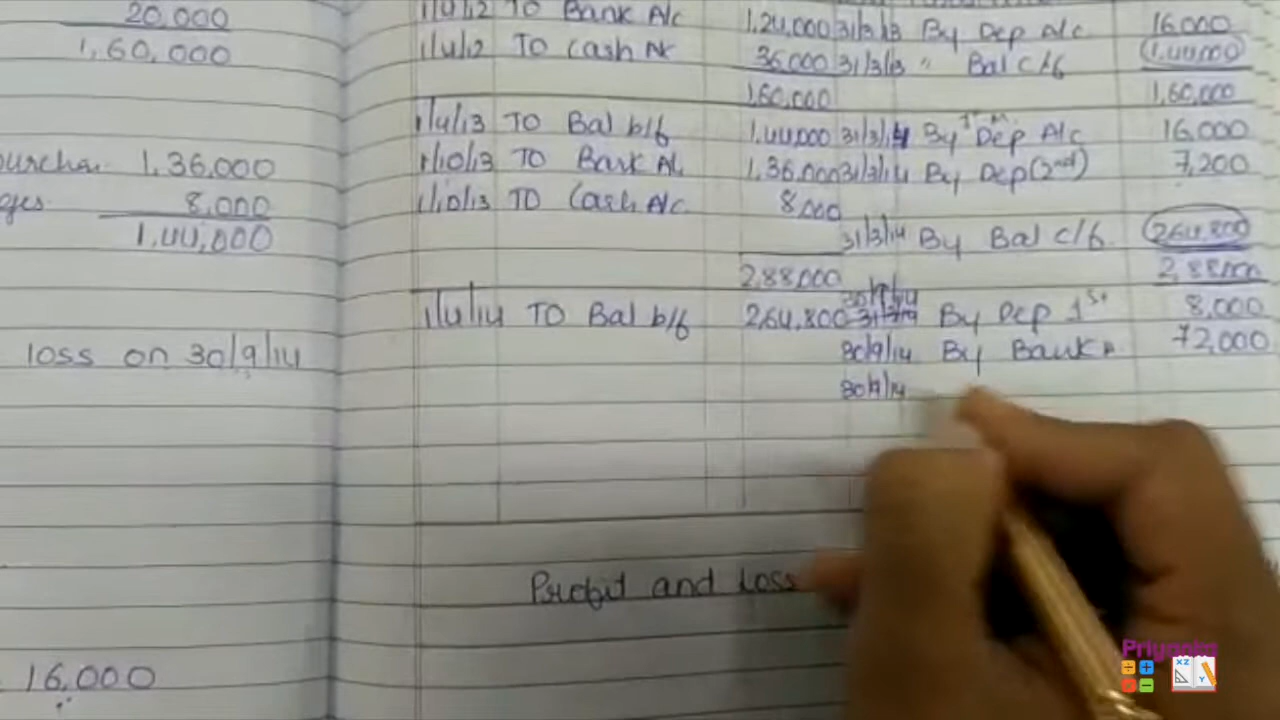 20,000
1,60,000
1,36,000
8,000
1,44,000
loss on 30/9/14
16,000
1/4/12 TO Bank A/c 1,24,000 31/3/13 By Dep A/c 16,000
1/4/12 TO Cash A/c 36,000 31/3/13 " Bal c/f 1,44,000
1,60,000 1,60,000
1/4/13 TO Bal b/f 1,44,000 31/3/14 By Dep A/c 16,000
1/10/13 TO Bank A/c 1,36,000 31/3/14 By Dep (2nd) 7,200
1/10/13 TO Cash A/c 8,000
31/3/14 By Bal c/f 264,800
2,88,000 2,88,000
1/4/14 TO Bal b/f 264,800 30/9/14 By Dep 1st 8,000
30/9/14 By Bank A 72,000
30/9/14
Profit and Loss
Priyanka